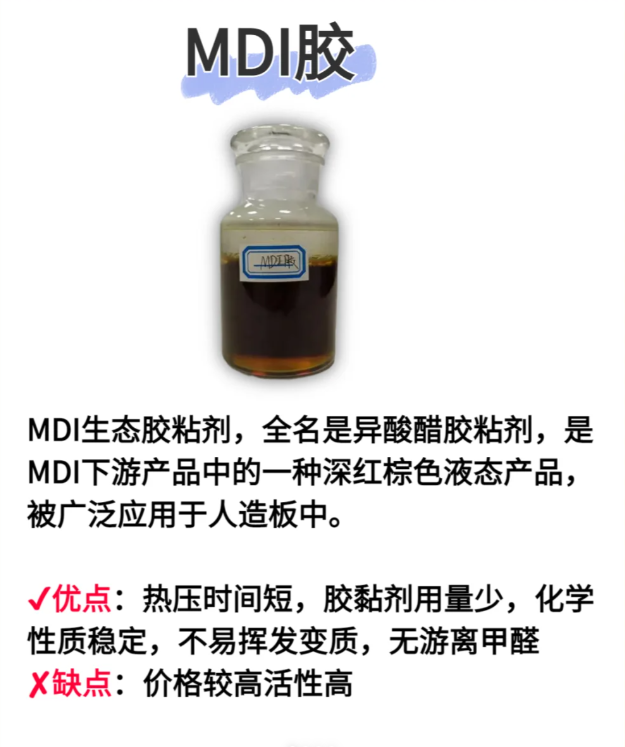 MDI胶
MDI胶
MDI生态胶粘剂，全名是异酸醋胶粘剂，是
MDI下游产品中的一种深红棕色液态产品，
被广泛应用于人造板中。
✓优点：热压时间短，胶黏剂用量少，化学
性质稳定，不易挥发变质，无游离甲醛
✗缺点：价格较高活性高